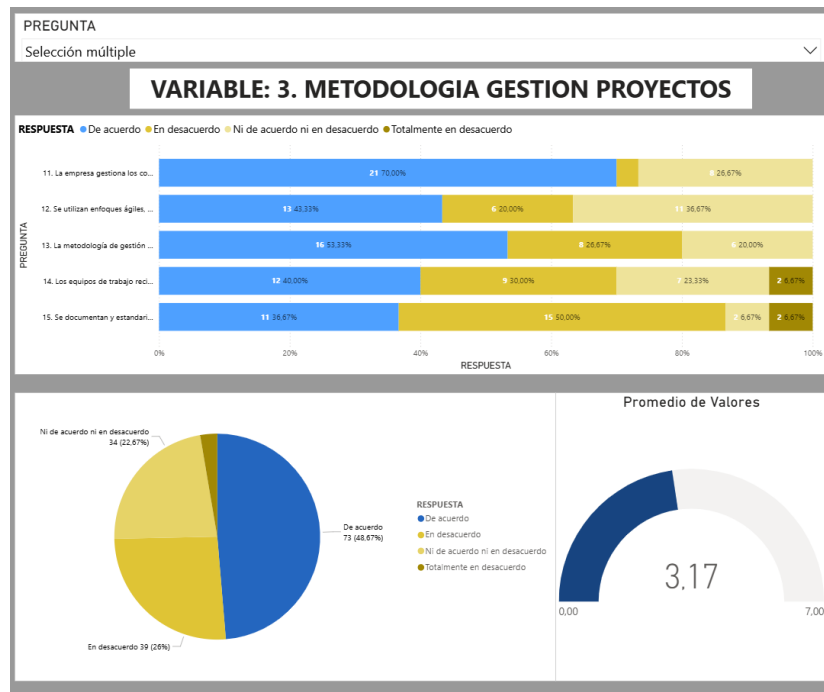 PREGUNTA
Selección múltiple
VARIABLE: 3. METODOLOGIA GESTION PROYECTOS
RESPUESTA De acuerdo En desacuerdo Ni de acuerdo ni en desacuerdo Totalmente en desacuerdo
PREGUNTA
11. La empresa gestiona los co... 21 70,00% 8 26,67%
12. Se utilizan enfoques ágiles, ... 13 43,33% 6 20,00% 11 36,67%
13. La metodología de gestión ... 16 53,33% 8 26,67% 6 20,00%
14. Los equipos de trabajo reci... 12 40,00% 9 30,00% 7 23,33% 2 6,67%
15. Se documentan y estandari... 11 36,67% 15 50,00% 2 6,67% 2 6,67%
0% 20% 40% 60% 80% 100%
RESPUESTA
Ni de acuerdo ni en desacuerdo
34 (22,67%)
De acuerdo
73 (48,67%)
En desacuerdo 39 (26%)
RESPUESTA
De acuerdo
En desacuerdo
Ni de acuerdo ni en desacuerdo
Totalmente en desacuerdo
Promedio de Valores
3,17
0,00 7,00